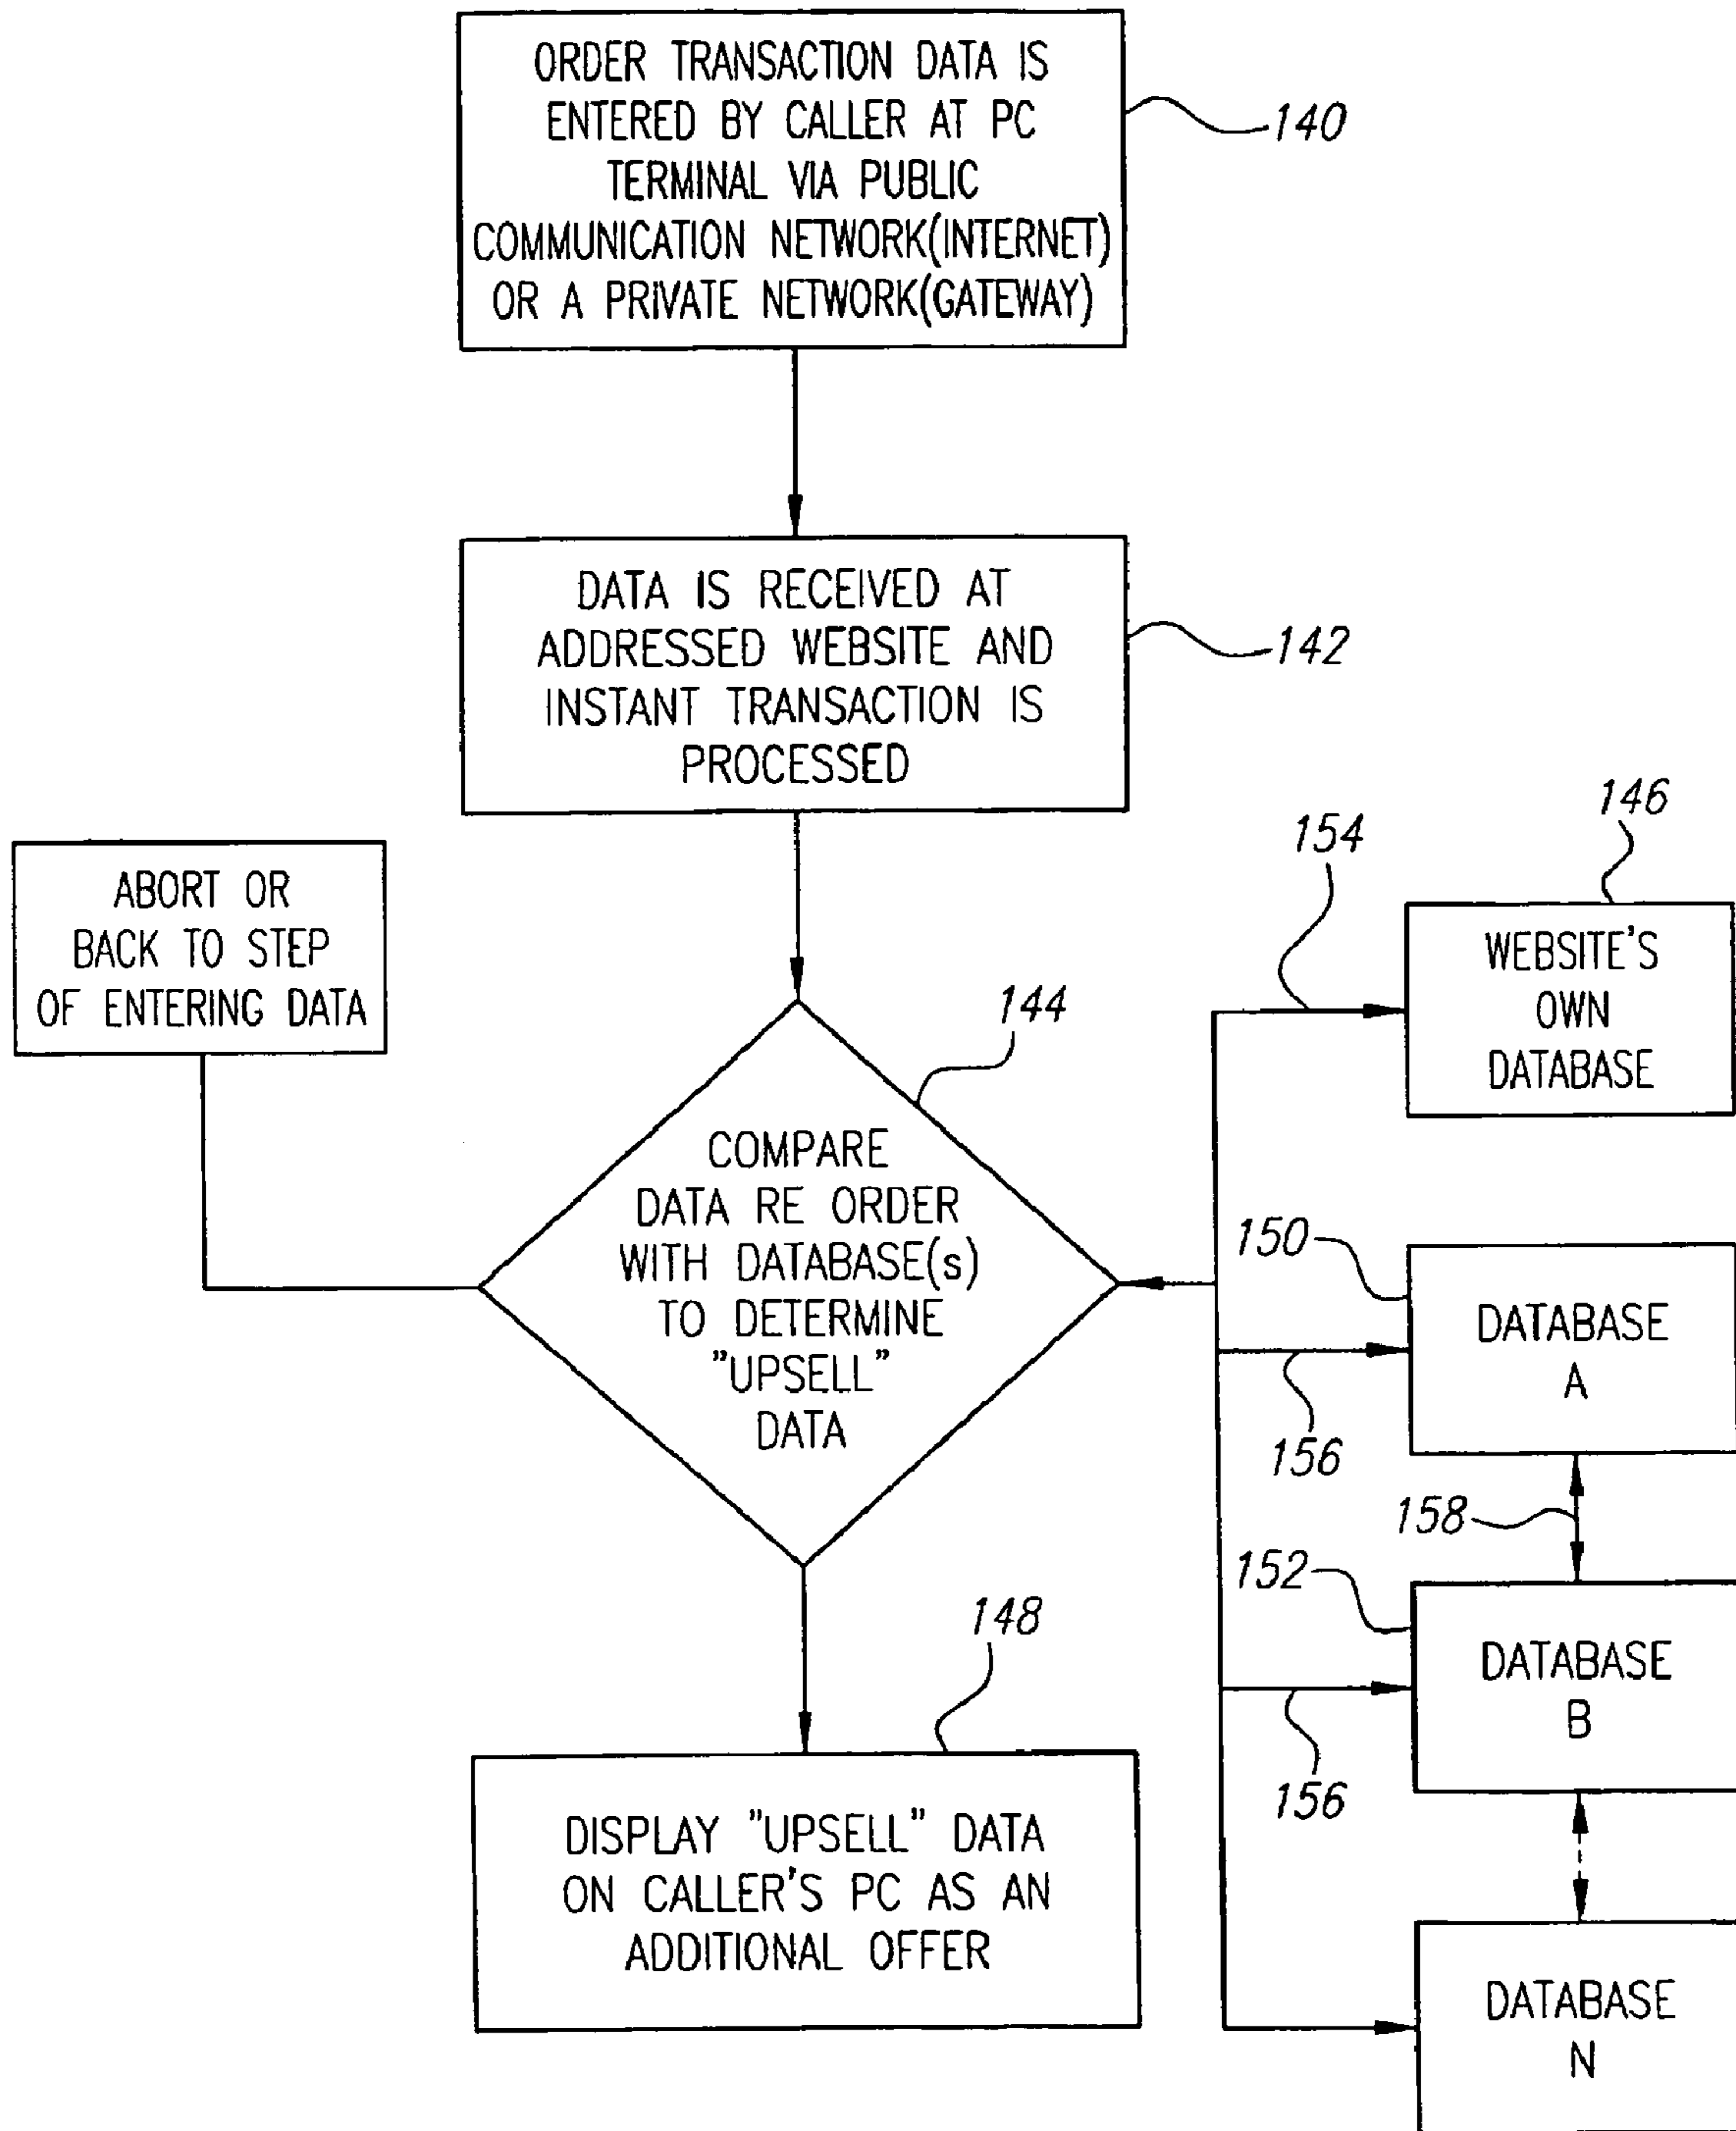 ORDER TRANSACTION DATA IS
ENTERED BY CALLER AT PC
TERMINAL VIA PUBLIC
COMMUNICATION NETWORK(INTERNET)
OR A PRIVATE NETWORK(GATEWAY)
140
DATA IS RECEIVED AT
ADDRESSED WEBSITE AND
INSTANT TRANSACTION IS
PROCESSED
142
ABORT OR
BACK TO STEP
OF ENTERING DATA
COMPARE
DATA RE ORDER
WITH DATABASE(s)
TO DETERMINE
"UPSELL"
DATA
144
154
146
WEBSITE'S
OWN
DATABASE
150
DATABASE
A
156
158
152
DATABASE
B
156
148
DISPLAY "UPSELL" DATA
ON CALLER'S PC AS AN
ADDITIONAL OFFER
DATABASE
N